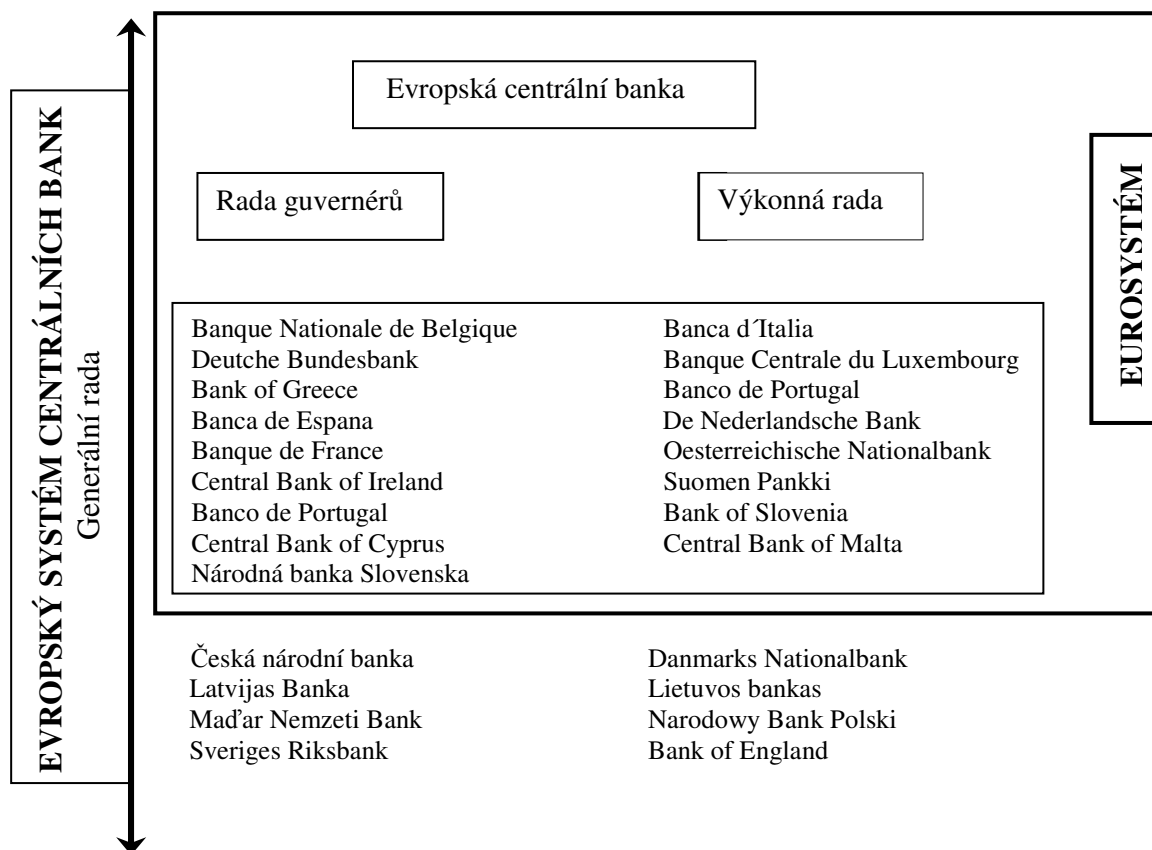 EVROPSKÝ SYSTÉM CENTRÁLNÍCH BANK
Generální rada
Evropská centrální banka
Rada guvernérů
Výkonná rada
EUROSYSTÉM
Banque Nationale de Belgique
Deutche Bundesbank
Bank of Greece
Banca de Espana
Banque de France
Central Bank of Ireland
Banco de Portugal
Central Bank of Cyprus
Národná banka Slovenska
Banca d´Italia
Banque Centrale du Luxembourg
Banco de Portugal
De Nederlandsche Bank
Oesterreichische Nationalbank
Suomen Pankki
Bank of Slovenia
Central Bank of Malta
Česká národní banka
Latvijas Banka
Maďar Nemzeti Bank
Sveriges Riksbank
Danmarks Nationalbank
Lietuvos bankas
Narodowy Bank Polski
Bank of England